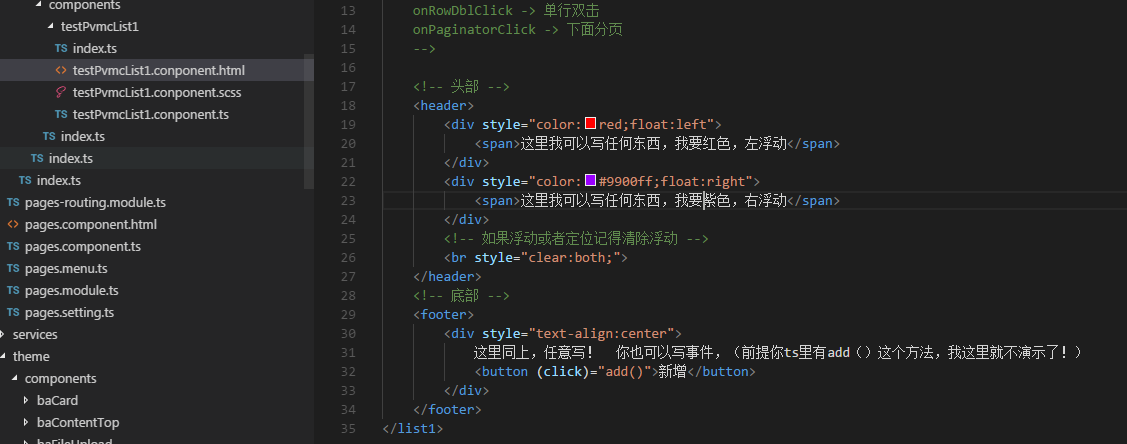 components
testPvmcList1
TS index.ts
<> testPvmcList1.conponent.html
testPvmcList1.conponent.scss
TS testPvmcList1.conponent.ts
TS index.ts
TS index.ts
TS index.ts
TS pages-routing.module.ts
<> pages.component.html
TS pages.component.ts
TS pages.menu.ts
TS pages.module.ts
TS pages.setting.ts
services
theme
components
baCard
baContentTop
baFileUpload
13 onRowDblClick -> 单行双击
14 onPaginatorClick -> 下面分页
15 -->
16
17 <!-- 头部 -->
18 <header>
19 <div style="color:red;float:left">
20 <span>这里我可以写任何东西，我要红色，左浮动</span>
21 </div>
22 <div style="color:#9900ff;float:right">
23 <span>这里我可以写任何东西，我要紫色，右浮动</span>
24 </div>
25 <!-- 如果浮动或者定位记得清除浮动 -->
26 <br style="clear:both;">
27 </header>
28 <!-- 底部 -->
29 <footer>
30 <div style="text-align:center">
31 这里同上，任意写！ 你也可以写事件，（前提你ts里有add（）这个方法，我这里就不演示了！）
32 <button (click)="add()">新增</button>
33 </div>
34 </footer>
35 </list1>